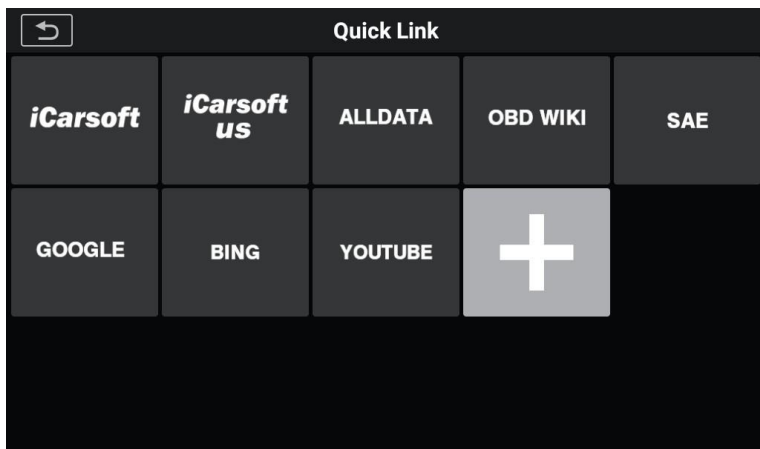 Quick Link
iCarsoft
iCarsoft
us
ALLDATA
OBD WIKI
SAE
GOOGLE
BING
YOUTUBE